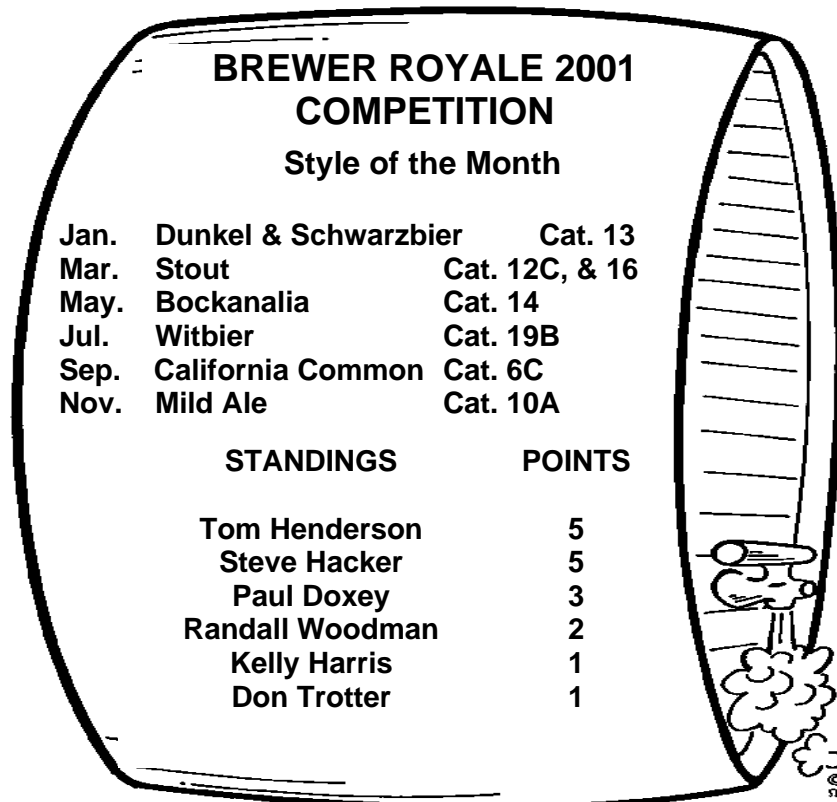 BREWER ROYALE 2001
COMPETITION
Style of the Month
Jan. Dunkel & Schwarzbier Cat. 13
Mar. Stout Cat. 12C, & 16
May. Bockanalia Cat. 14
Jul. Witbier Cat. 19B
Sep. California Common Cat. 6C
Nov. Mild Ale Cat. 10A
STANDINGS POINTS
Tom Henderson 5
Steve Hacker 5
Paul Doxey 3
Randall Woodman 2
Kelly Harris 1
Don Trotter 1
©